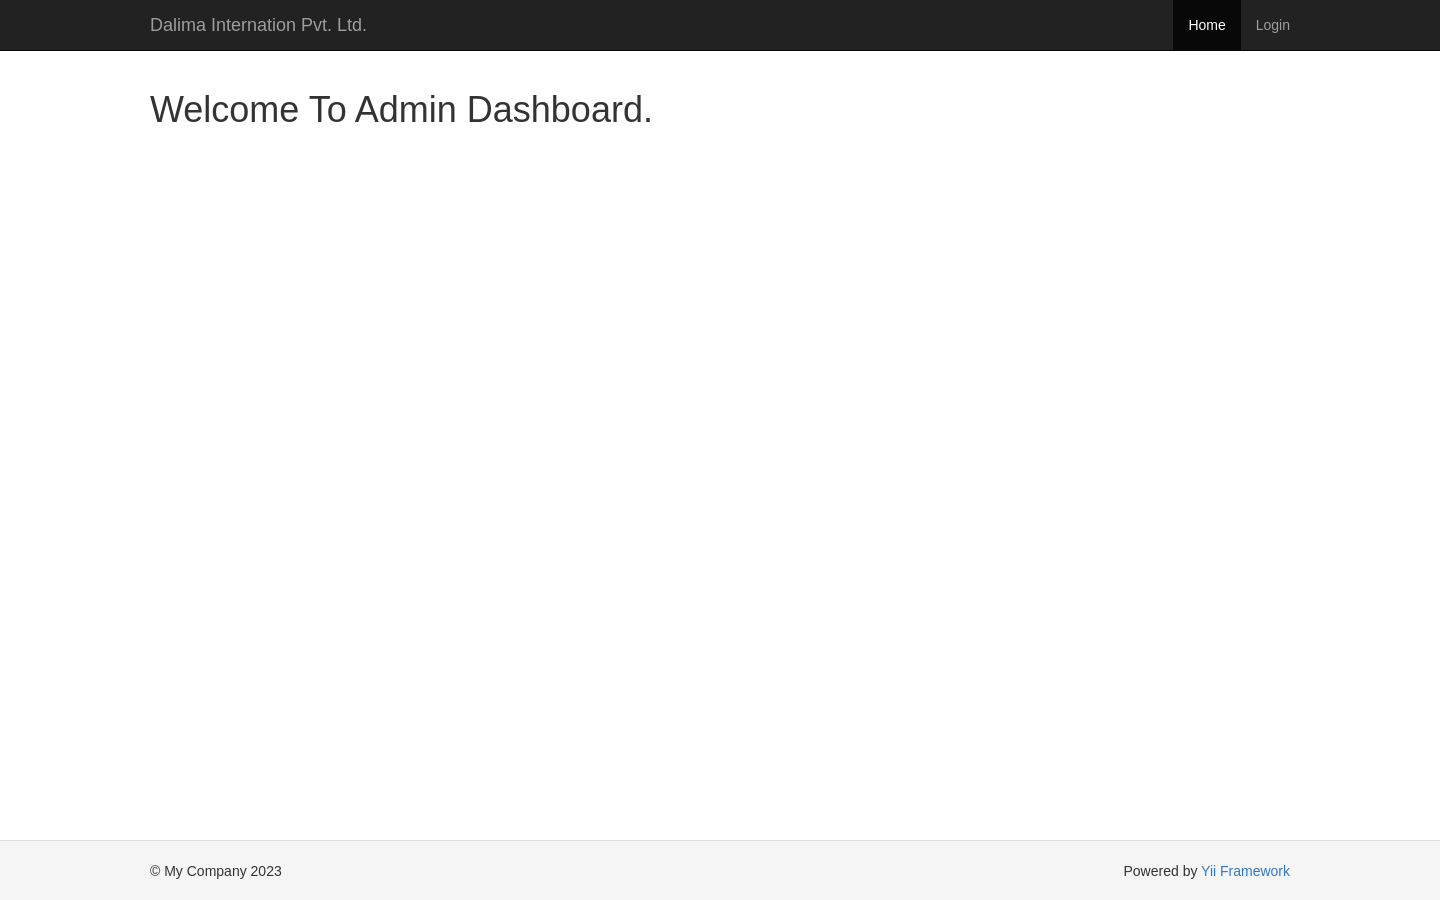 Dalima Internation Pvt. Ltd.
Home
Login
Welcome To Admin Dashboard.
© My Company 2023
Powered by Yii Framework